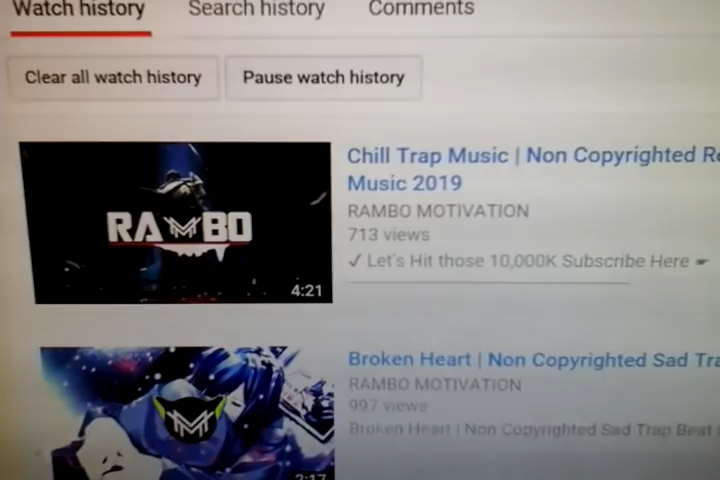 Watch history Search history Comments
Clear all watch history Pause watch history
Chill Trap Music | Non Copyrighted
Music 2019
RAMBO MOTIVATION
713 views
✓ Let's Hit those 10,000K Subscribe Here ☛
RAMBO
4:21
Broken Heart | Non Copyrighted Sad
RAMBO MOTIVATION
997 views
Broken Heart | Non Copyrighted Sad Trap Beat